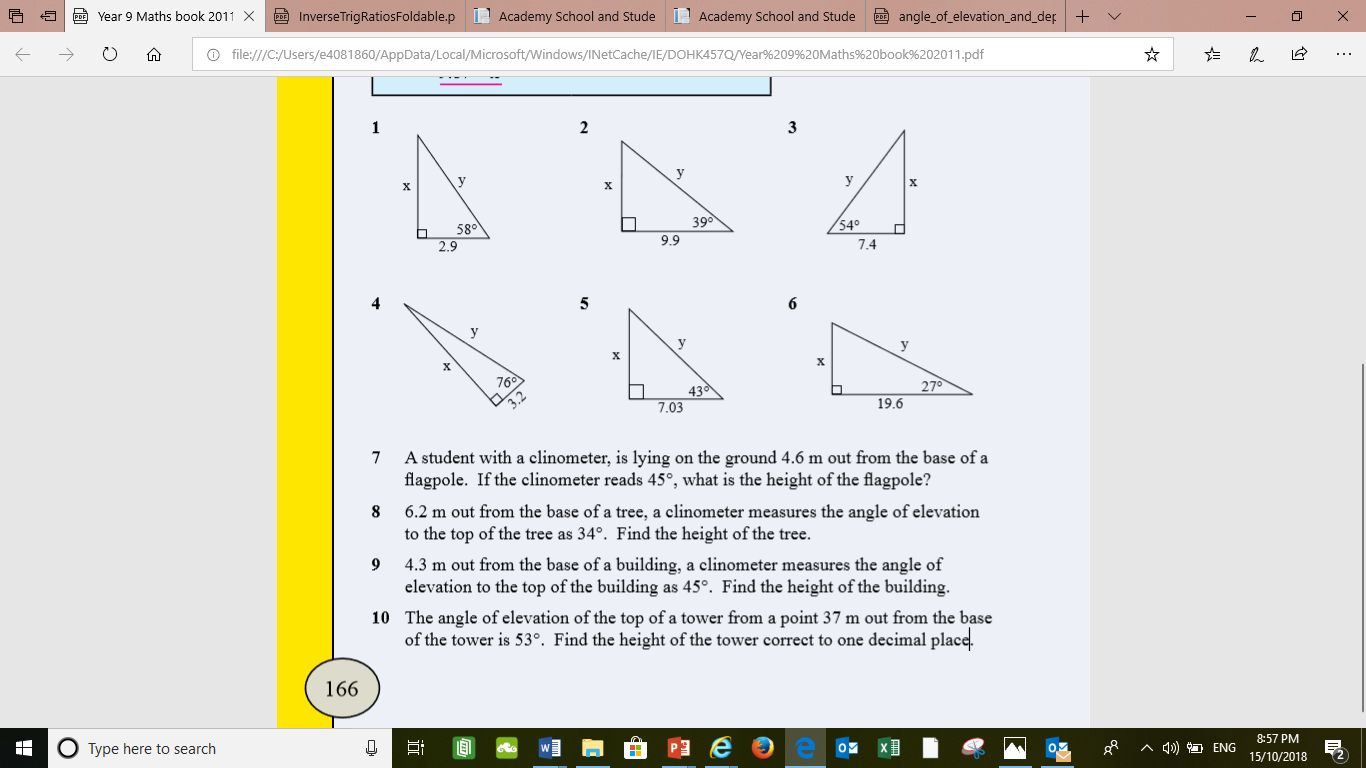 Year 9 Maths book 2011
InverseTrigRatiosFoldable.p
Academy School and Stude
Academy School and Stude
angle_of_elevation_and_dep
file:///C:/Users/e4081860/AppData/Local/Microsoft/Windows/INetCache/IE/DOHK457Q/Year%209%20Maths%20book%202011.pdf
1
x
y
58°
2.9
2
x
y
39°
9.9
3
y
x
54°
7.4
4
y
x
76°
3.2
5
x
y
43°
7.03
6
x
y
27°
19.6
7 A student with a clinometer, is lying on the ground 4.6 m out from the base of a
flagpole. If the clinometer reads 45°, what is the height of the flagpole?
8 6.2 m out from the base of a tree, a clinometer measures the angle of elevation
to the top of the tree as 34°. Find the height of the tree.
9 4.3 m out from the base of a building, a clinometer measures the angle of
elevation to the top of the building as 45°. Find the height of the building.
10 The angle of elevation of the top of a tower from a point 37 m out from the base
of the tower is 53°. Find the height of the tower correct to one decimal place.
166
Type here to search
ENG
8:57 PM
15/10/2018
2